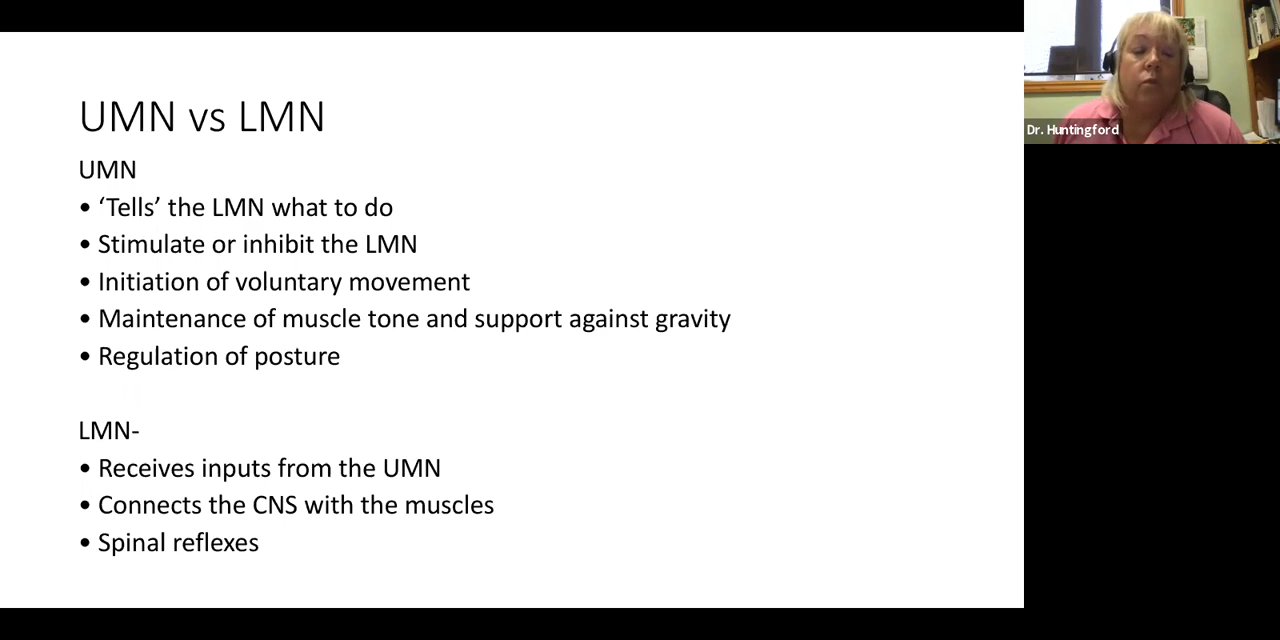 UMN vs LMN
UMN
• ‘Tells’ the LMN what to do
• Stimulate or inhibit the LMN
• Initiation of voluntary movement
• Maintenance of muscle tone and support against gravity
• Regulation of posture
LMN-
• Receives inputs from the UMN
• Connects the CNS with the muscles
• Spinal reflexes
Dr. Huntingford